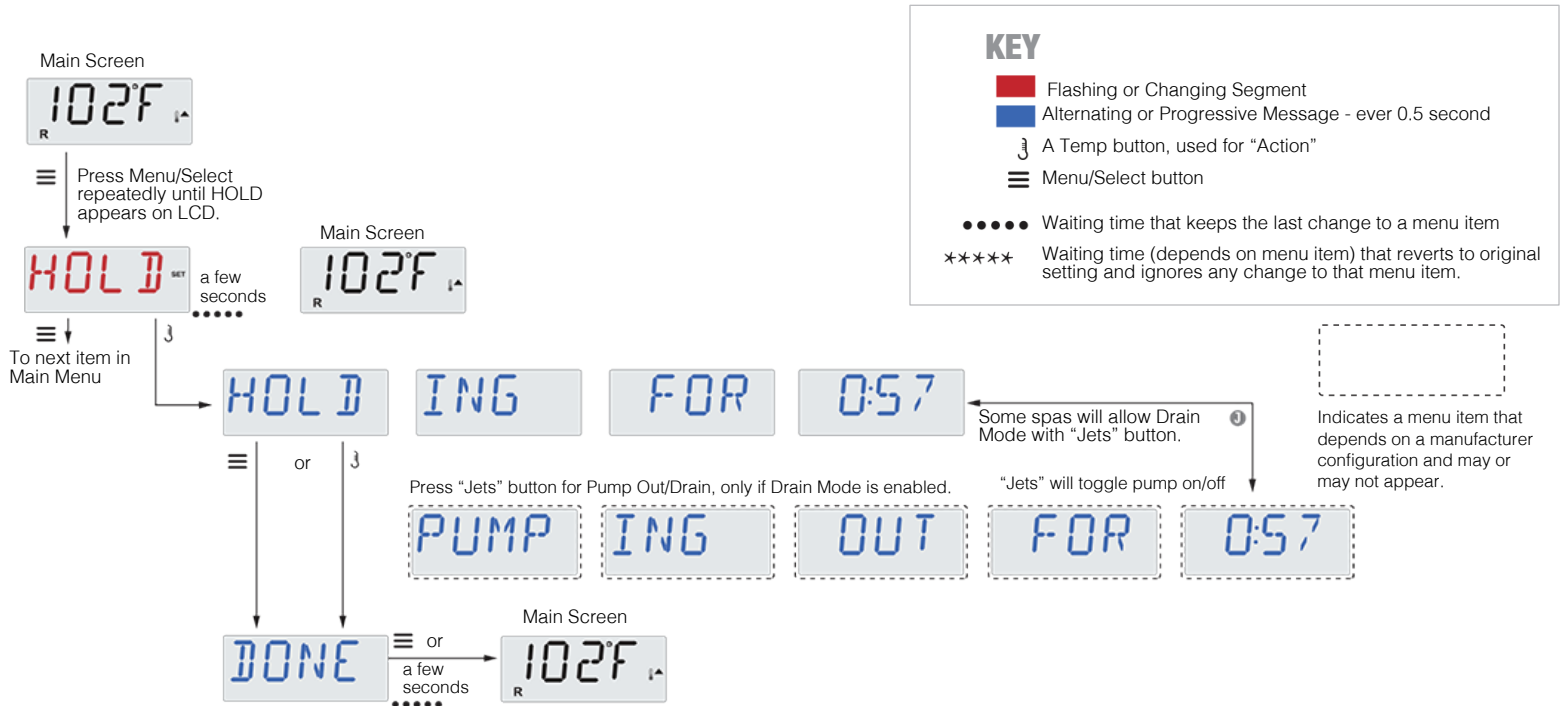 KEY
Flashing or Changing Segment
Alternating or Progressive Message - ever 0.5 second
A Temp button, used for “Action”
Menu/Select button
Waiting time that keeps the last change to a menu item
Waiting time (depends on menu item) that reverts to original
setting and ignores any change to that menu item.
Indicates a menu item that
depends on a manufacturer
configuration and may or
may not appear.
Main Screen
102°F
R
Press Menu/Select
repeatedly until HOLD
appears on LCD.
HOLD SET
a few
seconds
Main Screen
102°F
R
To next item in
Main Menu
HOLD ING FOR 0:57
Some spas will allow Drain
Mode with “Jets” button.
J
or
Press “Jets” button for Pump Out/Drain, only if Drain Mode is enabled.
“Jets” will toggle pump on/off
PUMP ING OUT FOR 0:57
DONE
or
a few
seconds
Main Screen
102°F
R